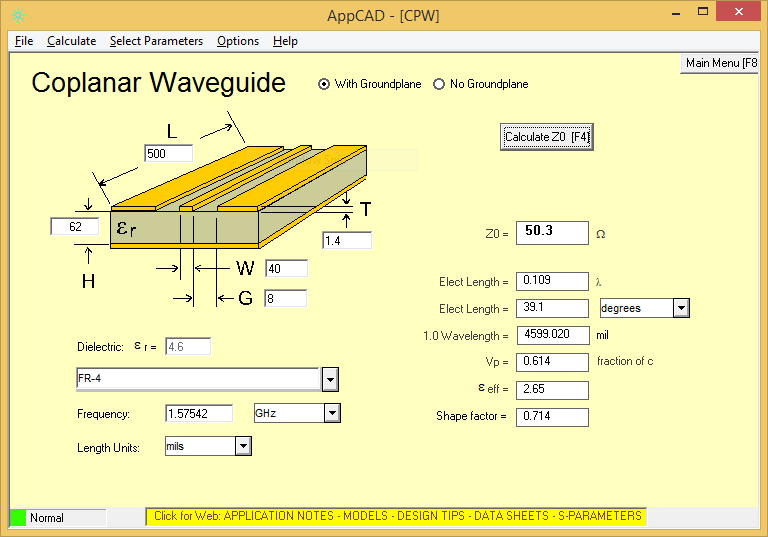 AppCAD - [CPW]
File Calculate Select Parameters Options Help
Main Menu [F8
Coplanar Waveguide
With Groundplane No Groundplane
Calculate Z0 [F4]
L
500
62
εr
T
1.4
H
W 40
G 8
Z0 = 50.3 Ω
Elect Length = 0.109 λ
Elect Length = 39.1 degrees
1.0 Wavelength = 4599.020 mil
Vp = 0.614 fraction of c
ε eff = 2.65
Shape factor = 0.714
Dielectric: ε r = 4.6
FR-4
Frequency: 1.57542 GHz
Length Units: mils
Normal
Click for Web: APPLICATION NOTES - MODELS - DESIGN TIPS - DATA SHEETS - S-PARAMETERS